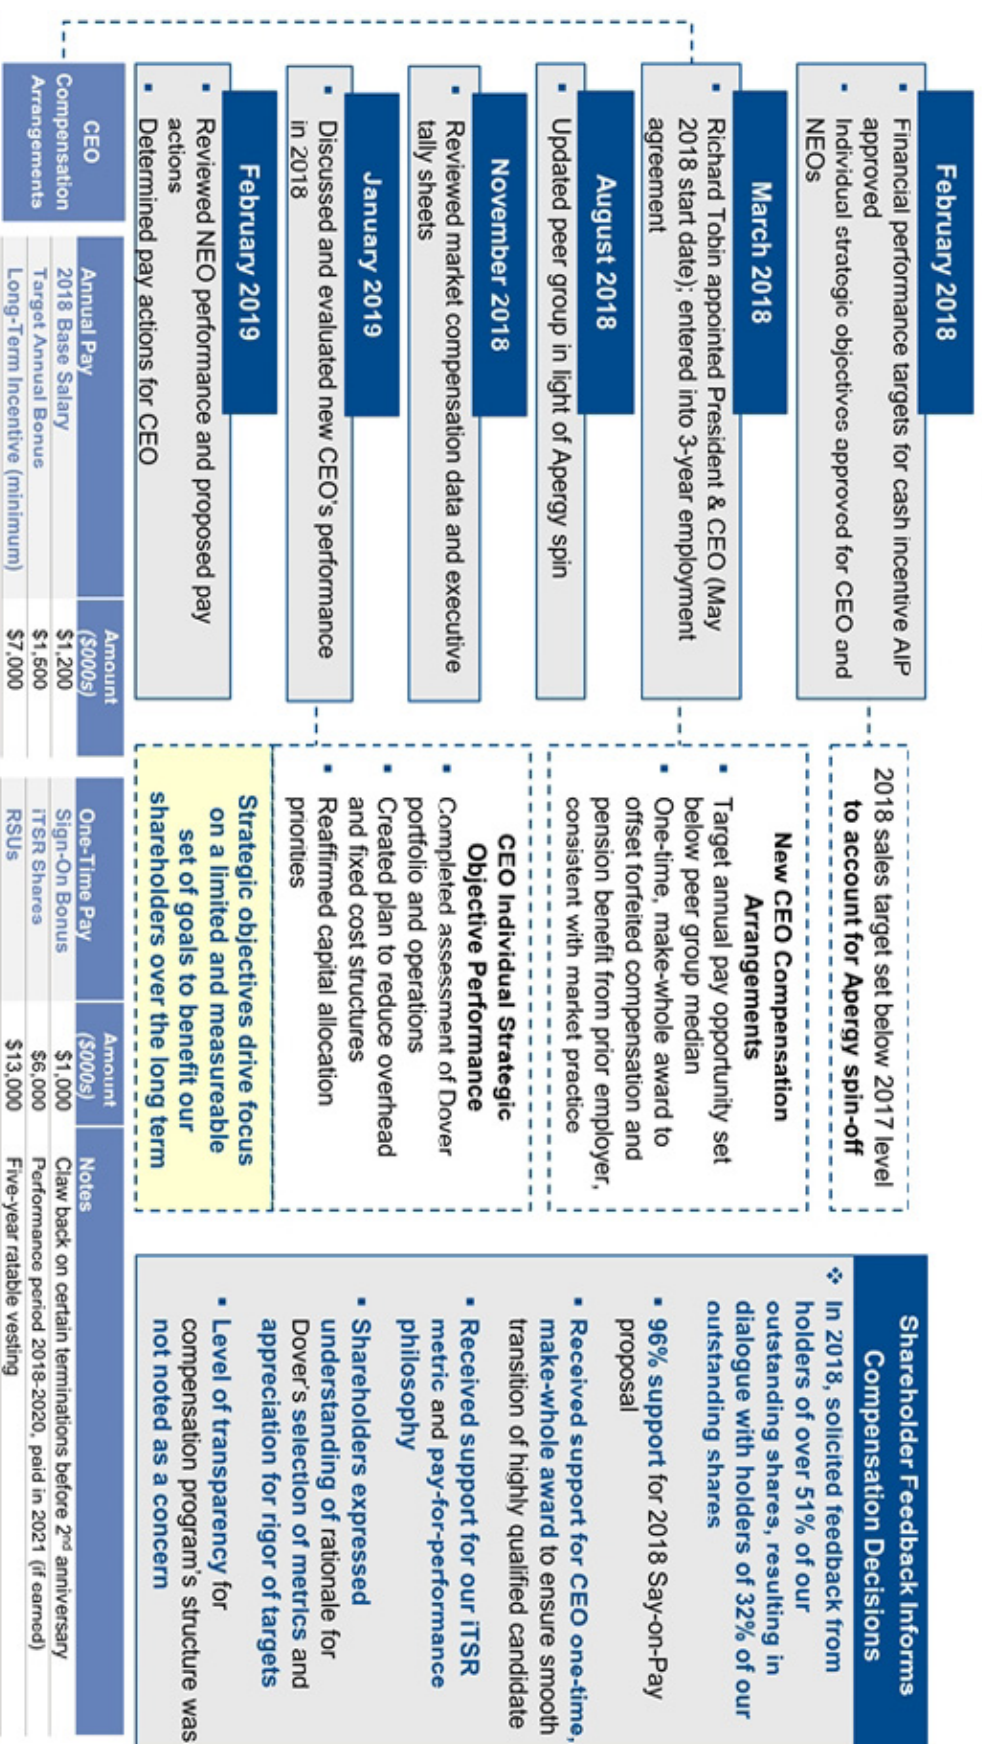 February 2018
▪ Financial performance targets for cash incentive AIP
approved
▪ Individual strategic objectives approved for CEO and
NEOs
March 2018
▪ Richard Tobin appointed President & CEO (May
2018 start date); entered into 3-year employment
agreement
August 2018
▪ Updated peer group in light of Apergy spin
November 2018
▪ Reviewed market compensation data and executive
tally sheets
January 2019
▪ Discussed and evaluated new CEO's performance
in 2018
February 2019
▪ Reviewed NEO performance and proposed pay
actions
▪ Determined pay actions for CEO
2018 sales target set below 2017 level
to account for Apergy spin-off
New CEO Compensation
Arrangements
▪ Target annual pay opportunity set
below peer group median
▪ One-time, make-whole award to
offset forfeited compensation and
pension benefit from prior employer,
consistent with market practice
CEO Individual Strategic
Objective Performance
▪ Completed assessment of Dover
portfolio and operations
▪ Created plan to reduce overhead
and fixed cost structures
▪ Reaffirmed capital allocation
priorities
Strategic objectives drive focus
on a limited and measureable
set of goals to benefit our
shareholders over the long term
Shareholder Feedback Informs
Compensation Decisions
❖ In 2018, solicited feedback from
holders of over 51% of our
outstanding shares, resulting in
dialogue with holders of 32% of our
outstanding shares
▪ 96% support for 2018 Say-on-Pay
proposal
▪ Received support for CEO one-time,
make-whole award to ensure smooth
transition of highly qualified candidate
▪ Received support for our iTSR
metric and pay-for-performance
philosophy
▪ Shareholders expressed
understanding of rationale for
Dover's selection of metrics and
appreciation for rigor of targets
▪ Level of transparency for
compensation program's structure was
not noted as a concern
CEO
Compensation
Arrangements
Annual Pay Amount ($000s)
2018 Base Salary $1,200
Target Annual Bonus $1,500
Long-Term Incentive (minimum) $7,000
One-Time Pay Amount ($000s) Notes
Sign-On Bonus $1,000 Claw back on certain terminations before 2nd anniversary
iTSR Shares $6,000 Performance period 2018-2020, paid in 2021 (if earned)
RSUs $13,000 Five-year ratable vesting